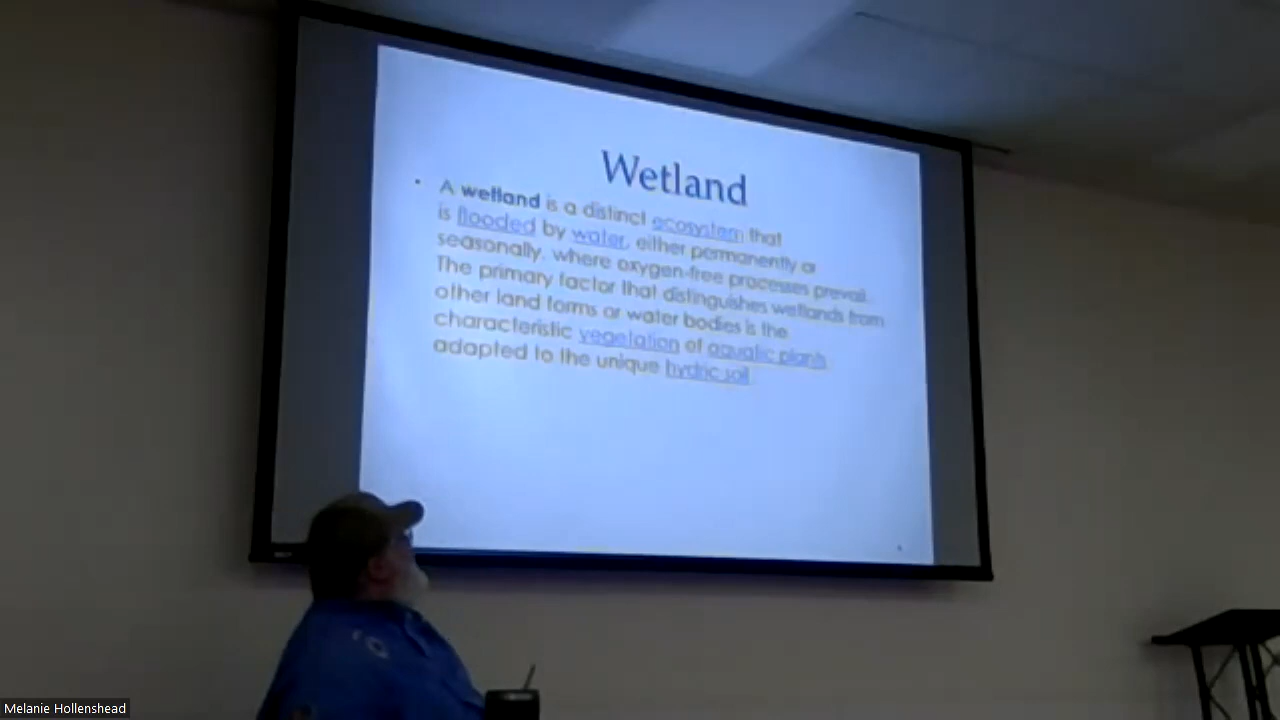 Wetland
• A wetland is a distinct ecosystem that
is flooded by water, either permanently or
seasonally, where oxygen-free processes prevail.
The primary factor that distinguishes wetlands from
other land forms or water bodies is the
characteristic vegetation of aquatic plants
adapted to the unique hydric soil.
Melanie Hollenshead